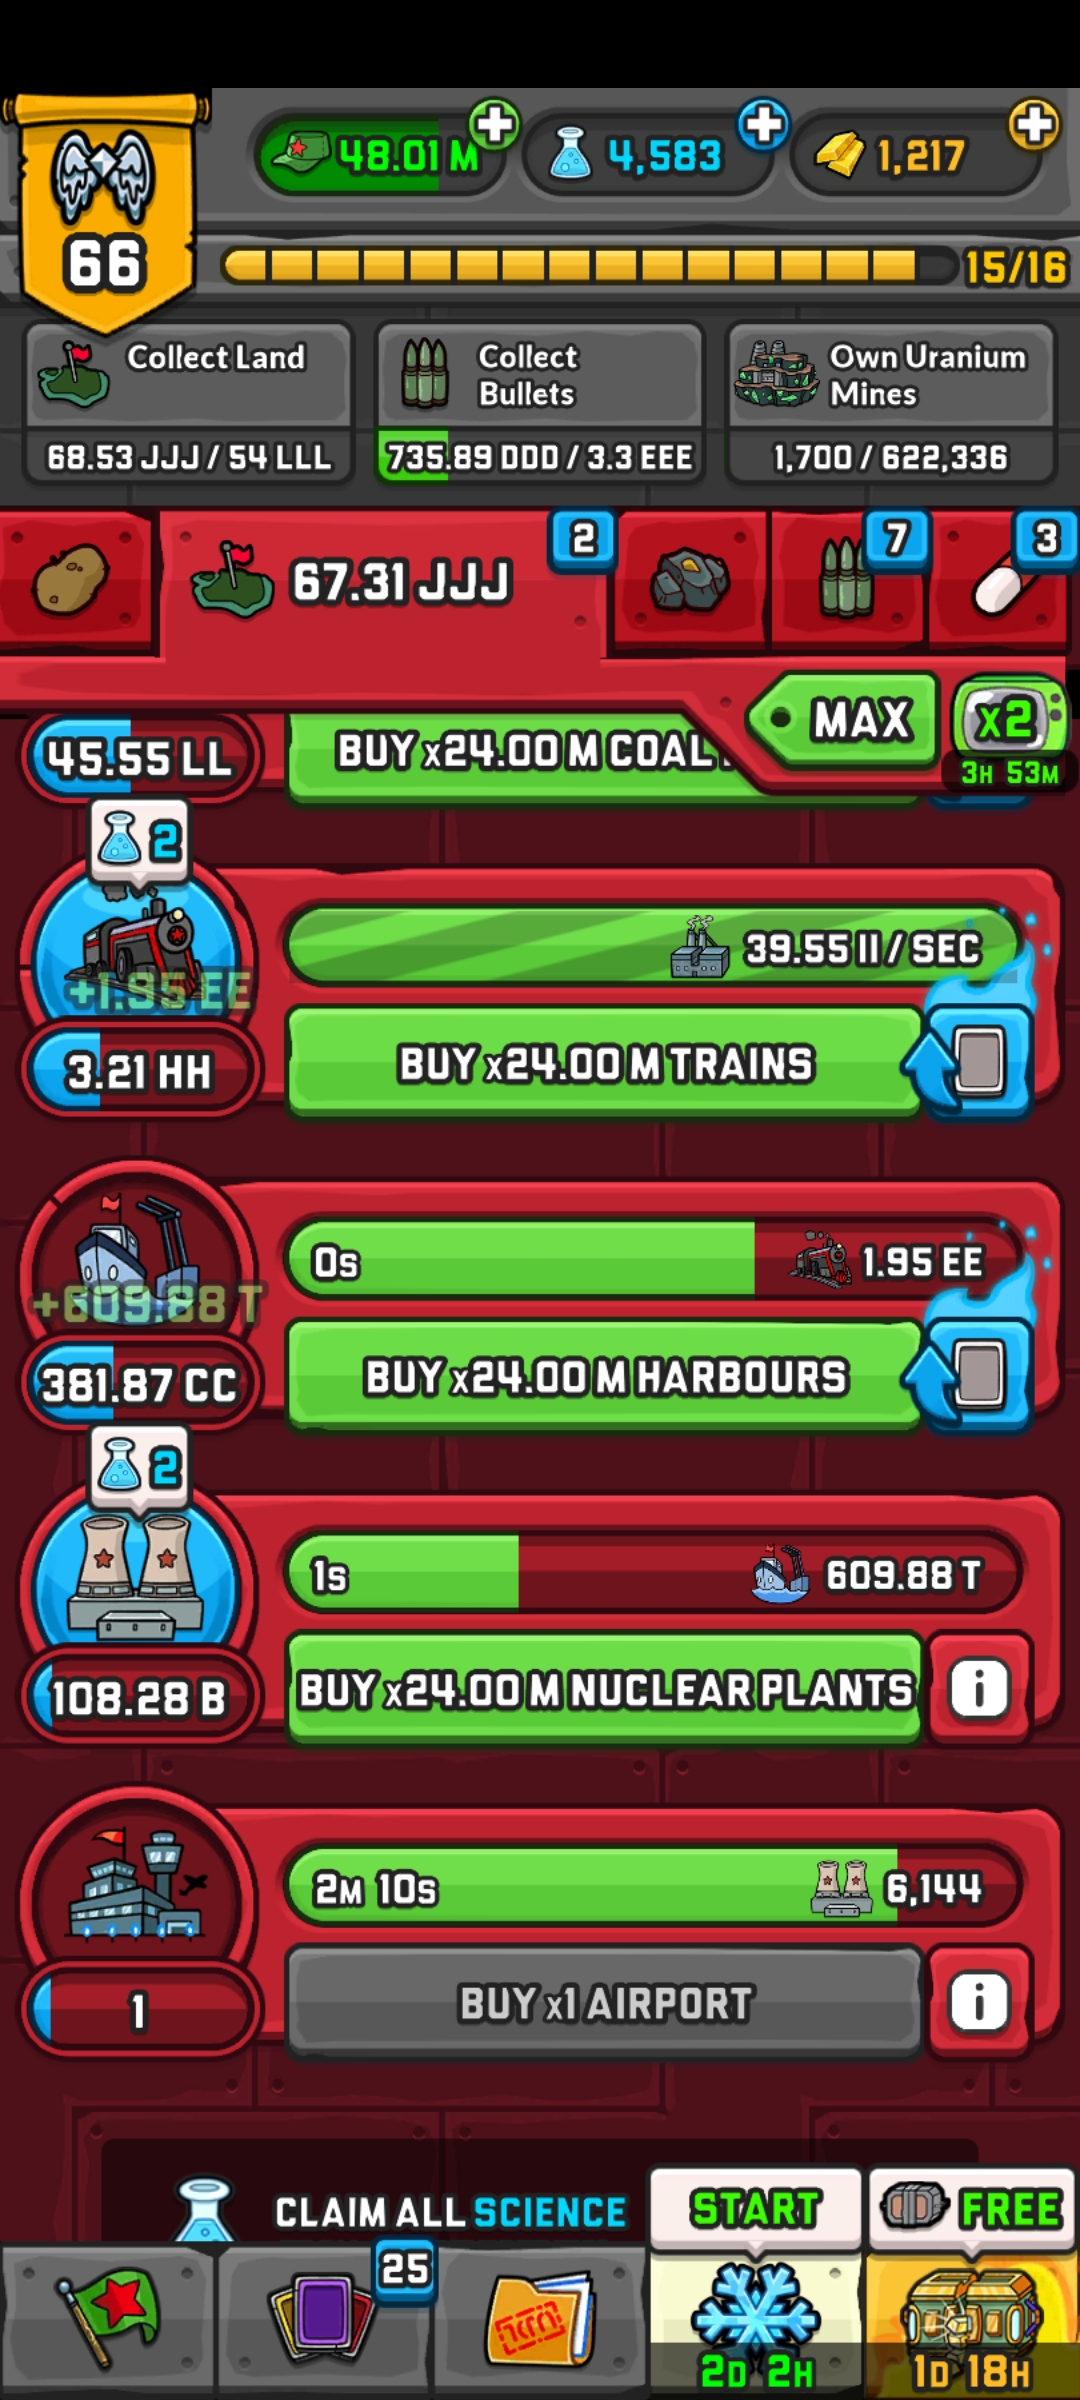 48.01 M
4,583
1,217
66
15/16
Collect Land
68.53 JJJ / 54 LLL
Collect
Bullets
735.89 DDD / 3.3 EEE
Own Uranium
Mines
1,700 / 622,336
67.31 JJJ
2
7
3
MAX
x2
3H 53M
45.55 LL
BUY x24.00 M COAL
2
+1.95 EE
39.55 II / SEC
3.21 HH
BUY x24.00 M TRAINS
+609.88 T
0s
1.95 EE
381.87 CC
BUY x24.00 M HARBOURS
2
1s
609.88 T
108.28 B
BUY x24.00 M NUCLEAR PLANTS
i
2M 10s
6,144
1
BUY x1 AIRPORT
i
CLAIM ALL SCIENCE
START
FREE
25
2D 2H
1D 18H